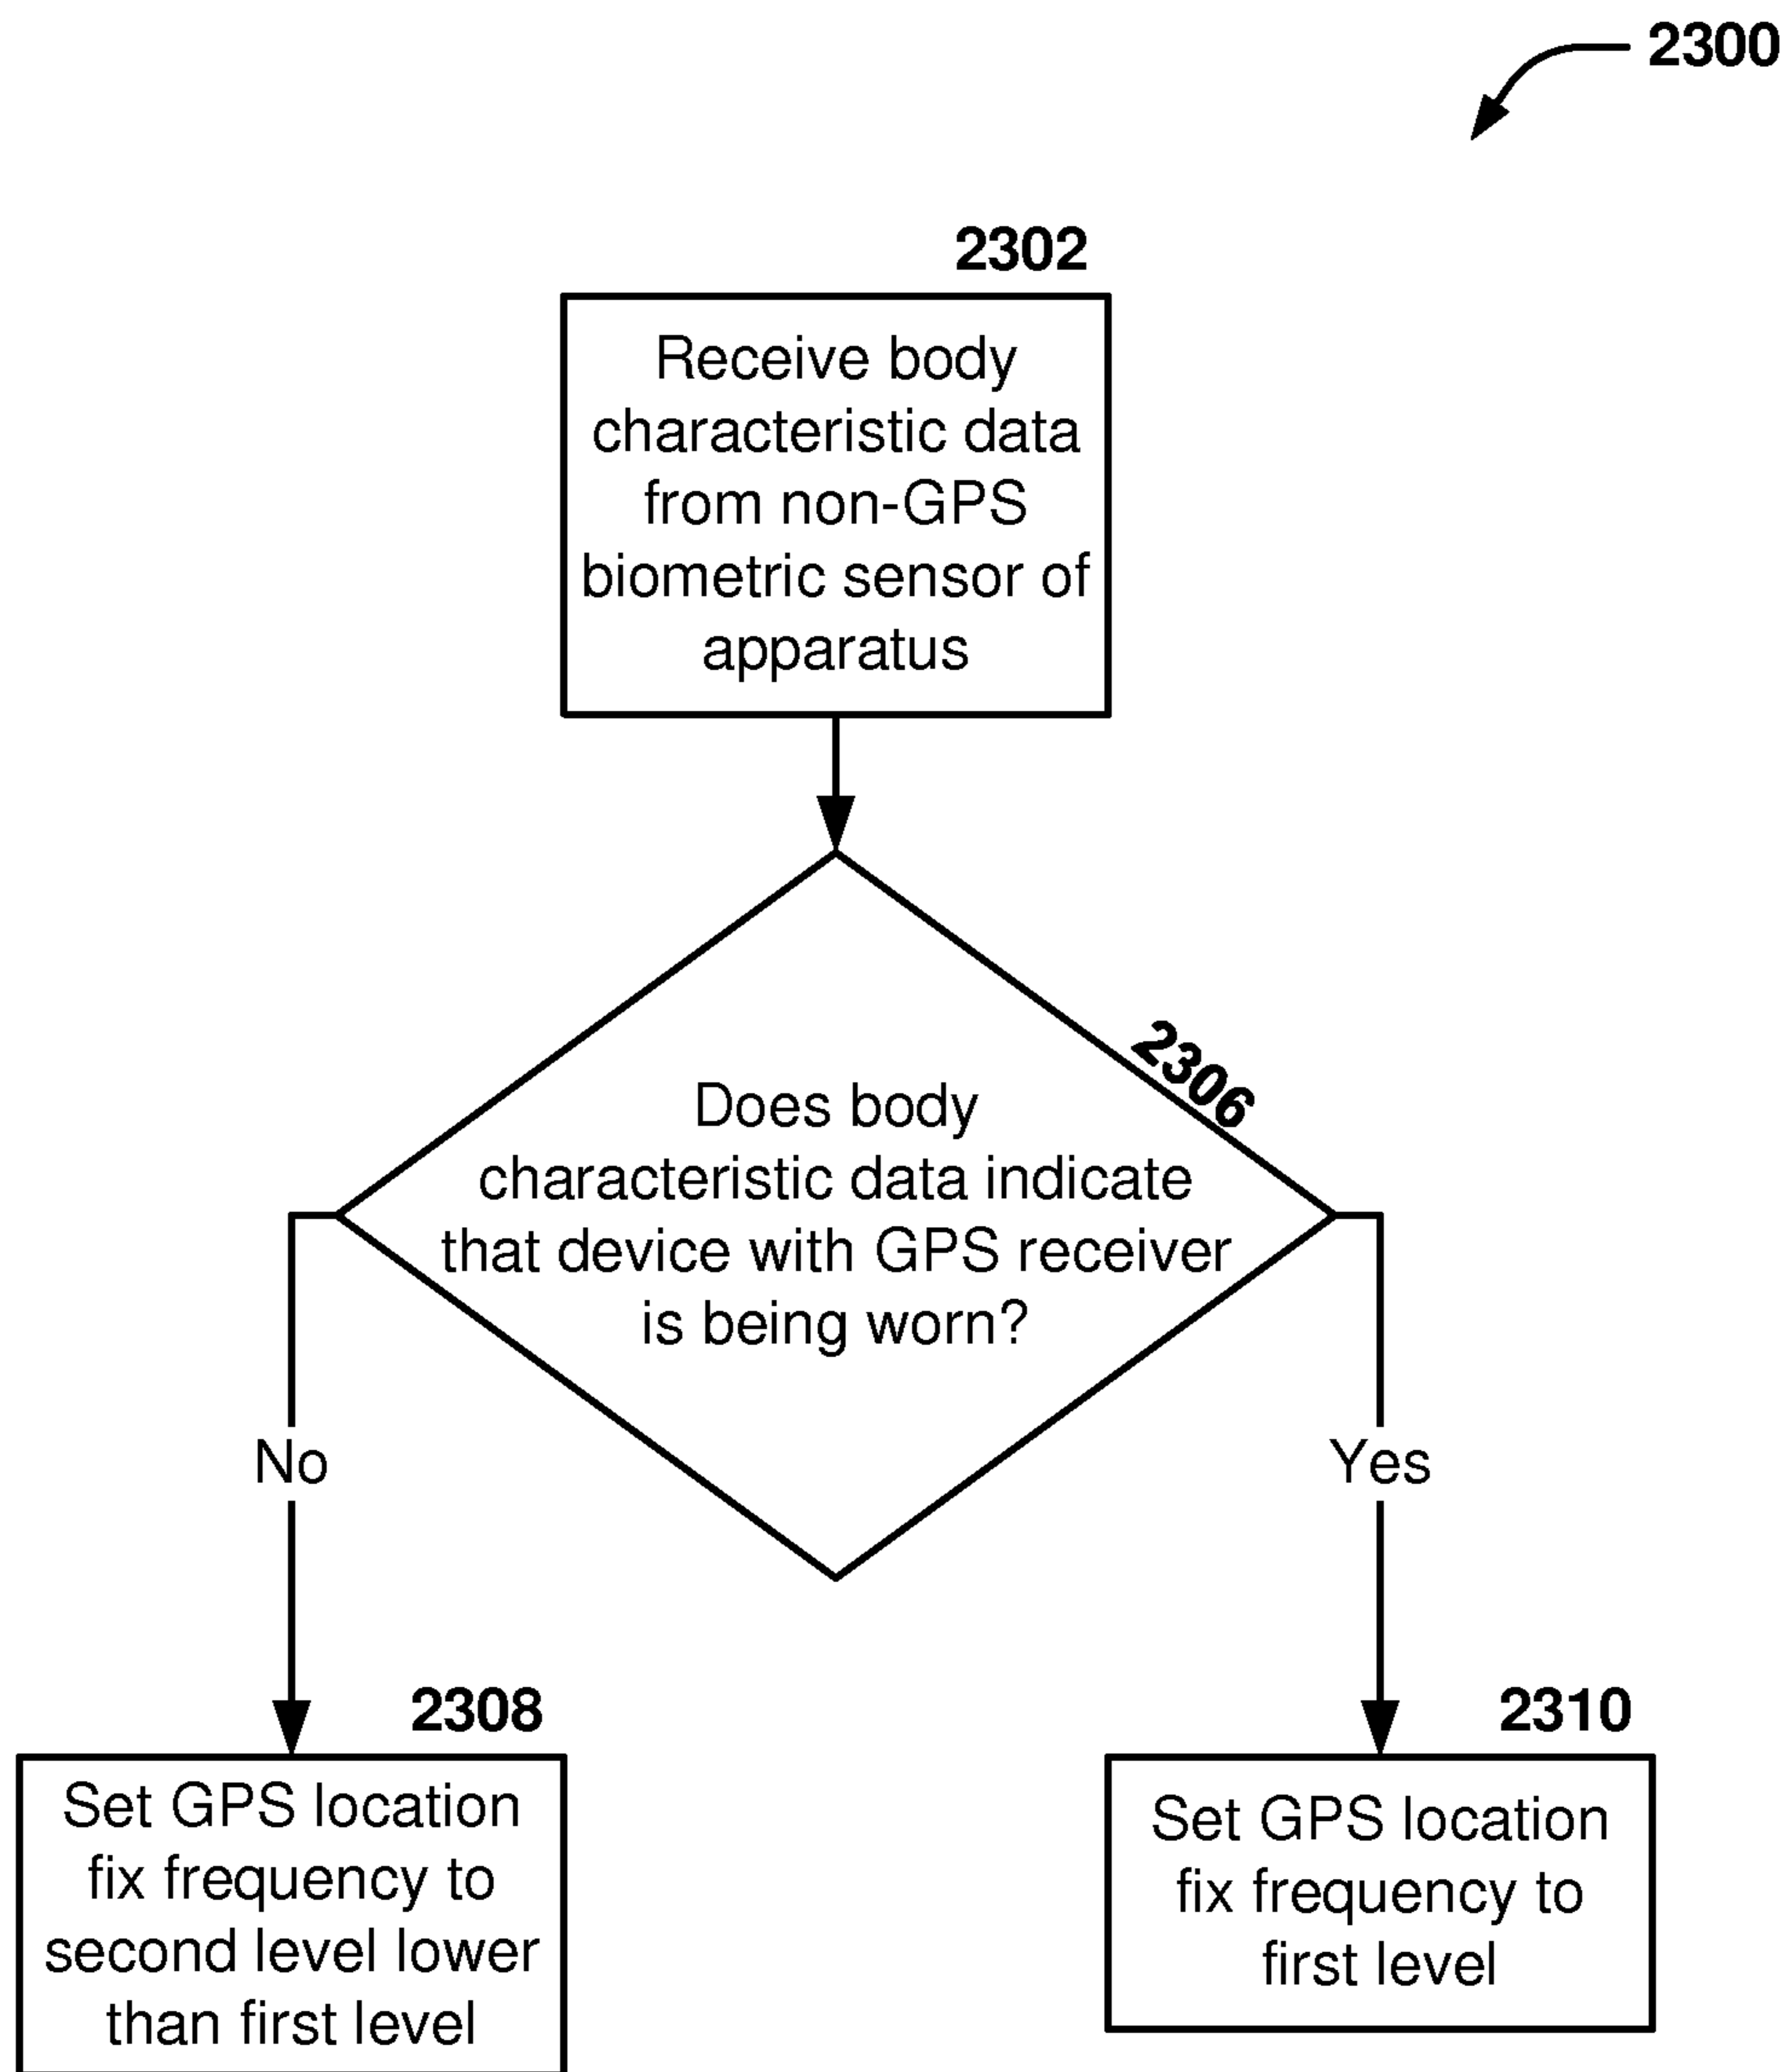 2300
2302
Receive body
characteristic data
from non-GPS
biometric sensor of
apparatus
2306
Does body
characteristic data indicate
that device with GPS receiver
is being worn?
No
Yes
2308
Set GPS location
fix frequency to
second level lower
than first level
2310
Set GPS location
fix frequency to
first level